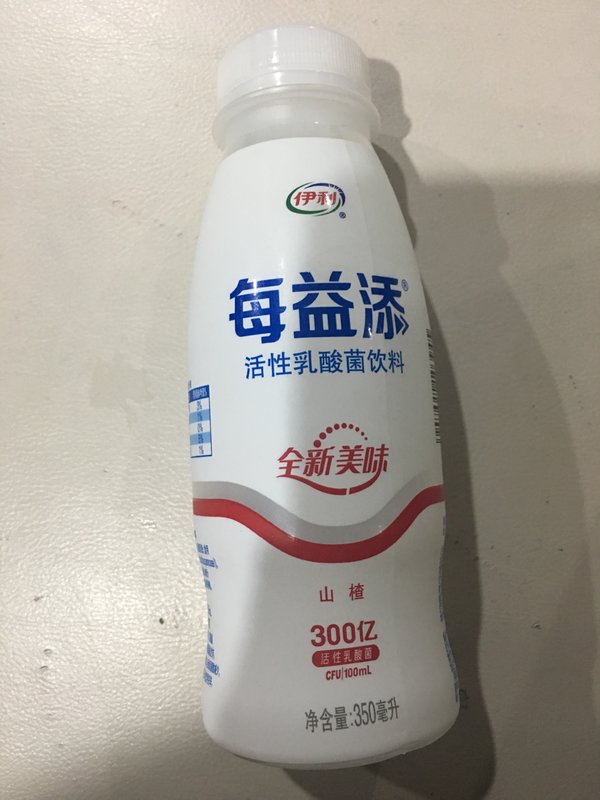 伊利®
每益添®
活性乳酸菌饮料
全新美味
山楂
300亿
活性乳酸菌
CFU/100mL
净含量:350毫升